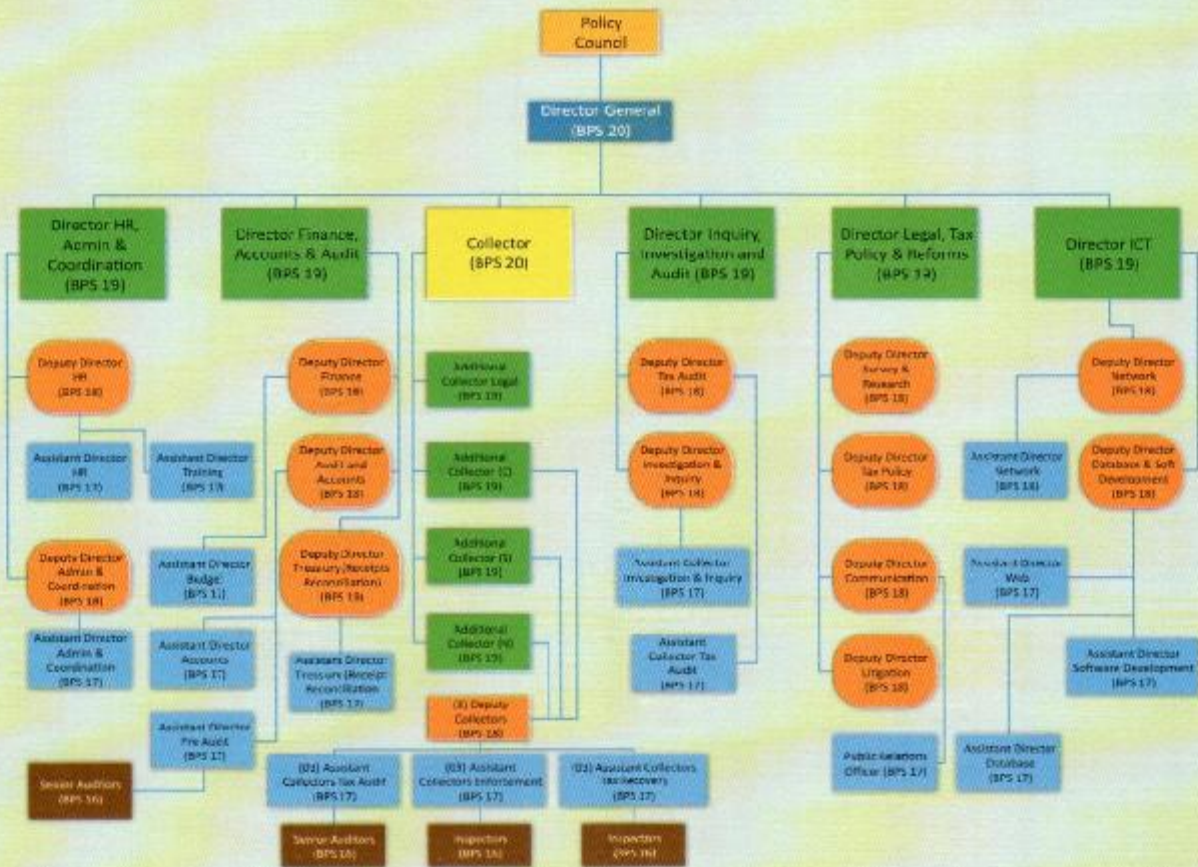 Policy
Council
Director General
(BPS 20)
Director HR,
Admin &
Coordination
(BPS 19)
Director Finance,
Accounts & Audit
(BPS 19)
Collector
(BPS 20)
Director Inquiry,
Investigation and
Audit (BPS 19)
Director Legal, Tax
Policy & Reforms
(BPS 19)
Director ICT
(BPS 19)
Deputy Director
HR
(BPS 18)
Deputy Director
Finance
(BPS 18)
Additional
Collector Legal
(BPS 19)
Deputy Director
Tax Audit
(BPS 18)
Deputy Director
Survey &
Research
(BPS 18)
Deputy Director
Network
(BPS 18)
Assistant Director
HR
(BPS 17)
Assistant Director
Training
(BPS 17)
Deputy Director
Audit and
Accounts
(BPS 18)
Additional
Collector (C)
(BPS 19)
Deputy Director
Investigation &
Inquiry
(BPS 18)
Deputy Director
Tax Policy
(BPS 18)
Assistant Director
Network
(BPS 18)
Deputy Director
Database & Soft
Development
(BPS 18)
Deputy Director
Admin &
Coordination
(BPS 18)
Assistant Director
Budget
(BPS 17)
Deputy Director
Treasury(Receipts
Reconciliation)
(BPS 19)
Additional
Collector (S)
(BPS 19)
Assistant Collector
Investigation & Inquiry
(BPS 17)
Deputy Director
Communication
(BPS 18)
Assistant Director
Web
(BPS 17)
Assistant Director
Admin &
Coordination
(BPS 17)
Assistant Director
Accounts
(BPS 17)
Assistant Director
Treasury (Receipt
Reconciliation
(BPS 17)
Additional
Collector (N)
(BPS 19)
Assistant
Collector Tax
Audit
(BPS 17)
Deputy Director
Litigation
(BPS 18)
Assistant Director
Software Development
(BPS 17)
Assistant Director
Pre Audit
(BPS 17)
Deputy
Collectors
(BPS 18)
Public Relations
Officer (BPS 17)
Assistant Director
Database
(BPS 17)
Senior Auditors
(BPS 16)
(03) Assistant
Collectors Tax Audit
(BPS 17)
(03) Assistant
Collectors Enforsement
(BPS 17)
(03) Assistant Collectors
(BPS 17)
Senior Auditors
(BPS 16)
Inspectors
(BPS 16)
Inspectors
(BPS 16)